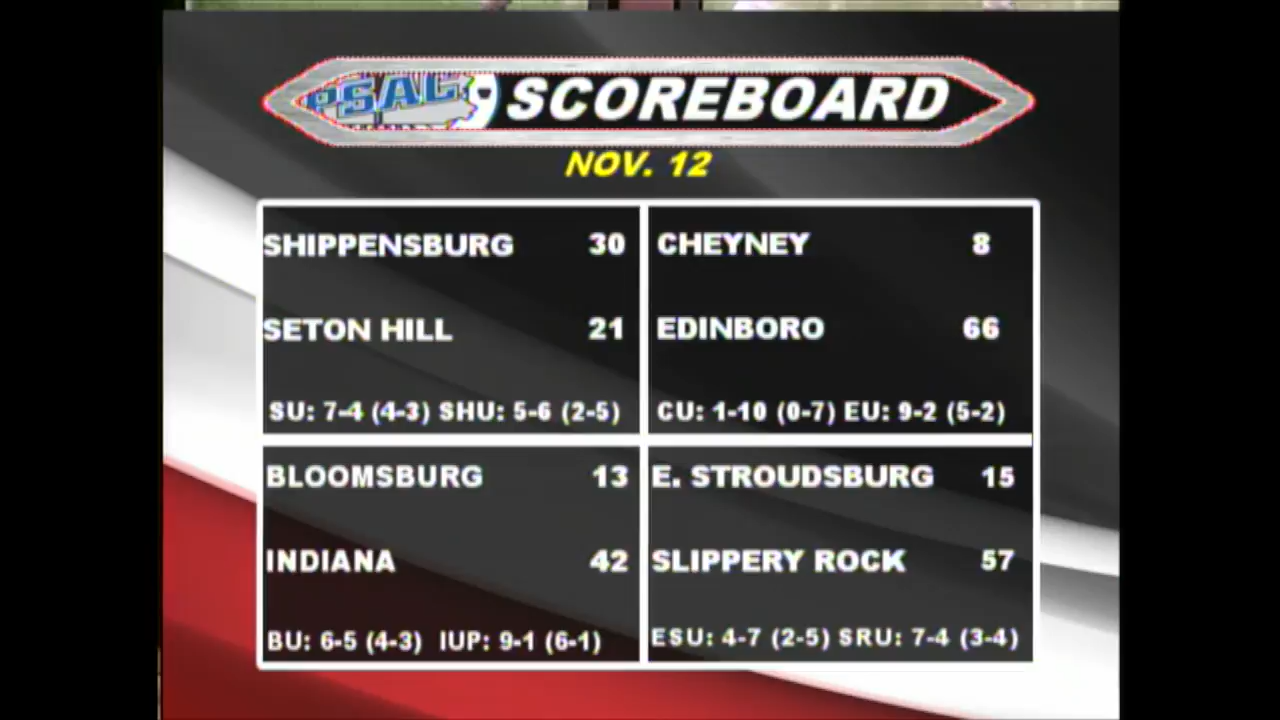 PSAC SCOREBOARD
NOV. 12
SHIPPENSBURG 30
SETON HILL 21
SU: 7-4 (4-3) SHU: 5-6 (2-5)
CHEYNEY 8
EDINBORO 66
CU: 1-10 (0-7) EU: 9-2 (5-2)
BLOOMSBURG 13
INDIANA 42
BU: 6-5 (4-3) IUP: 9-1 (6-1)
E. STROUDSBURG 15
SLIPPERY ROCK 57
ESU: 4-7 (2-5) SRU: 7-4 (3-4)